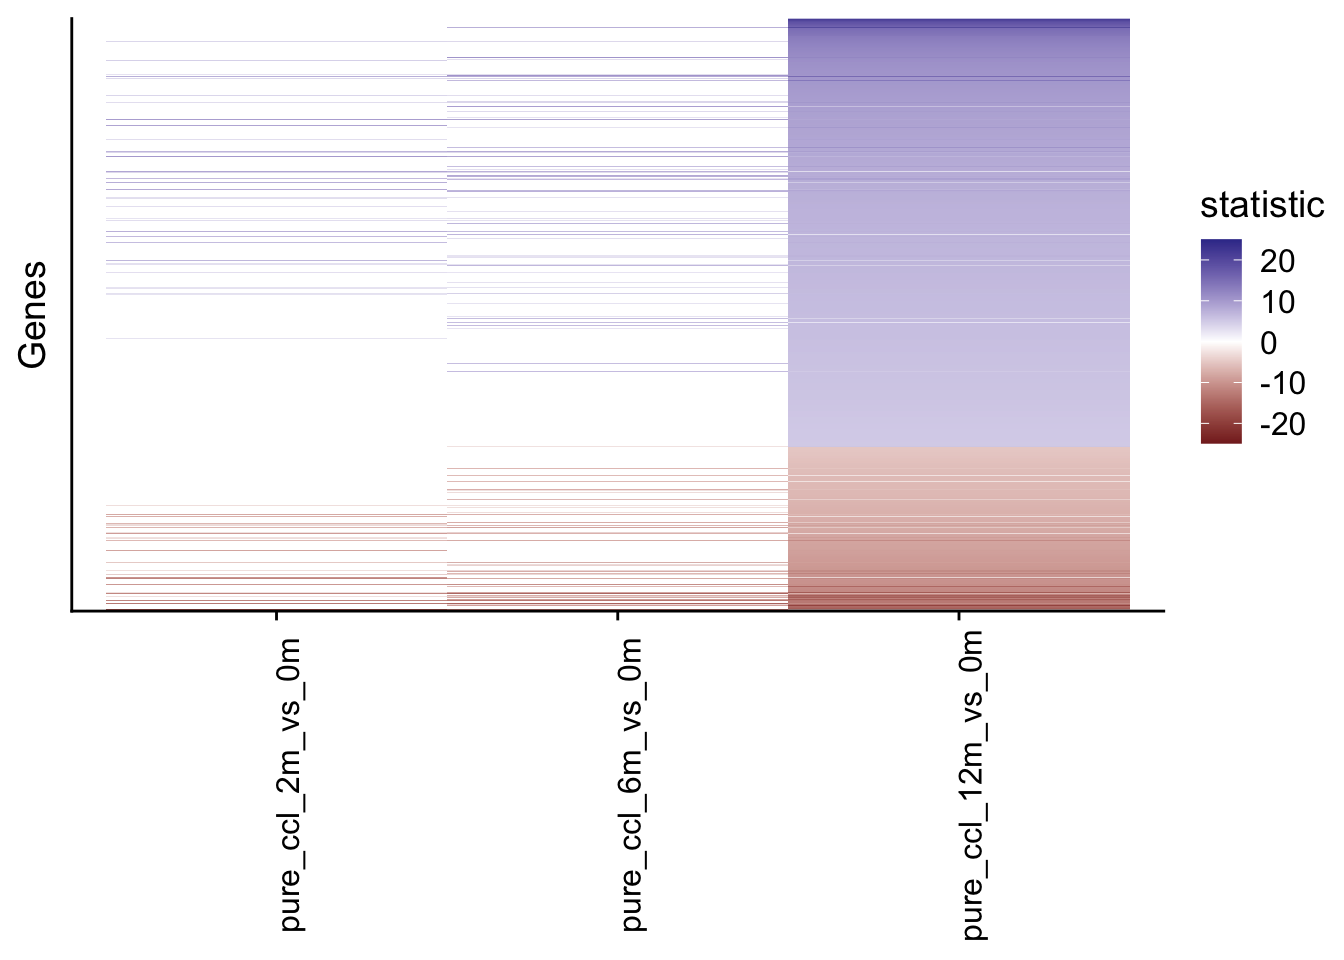 Genes
pure_ccl_2m_vs_0m
pure_ccl_6m_vs_0m
pure_ccl_12m_vs_0m
statistic
20
10
0
-10
-20